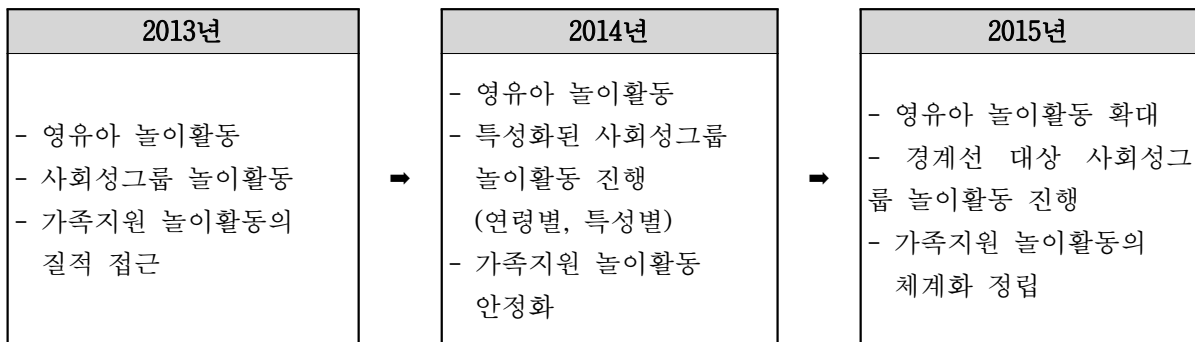 2013년
- 영유아 놀이활동
- 사회성그룹 놀이활동
- 가족지원 놀이활동의
질적 접근
➡
2014년
- 영유아 놀이활동
- 특성화된 사회성그룹
놀이활동 진행
(연령별, 특성별)
- 가족지원 놀이활동
안정화
➡
2015년
- 영유아 놀이활동 확대
- 경계선 대상 사회성그
룹 놀이활동 진행
- 가족지원 놀이활동의
체계화 정립